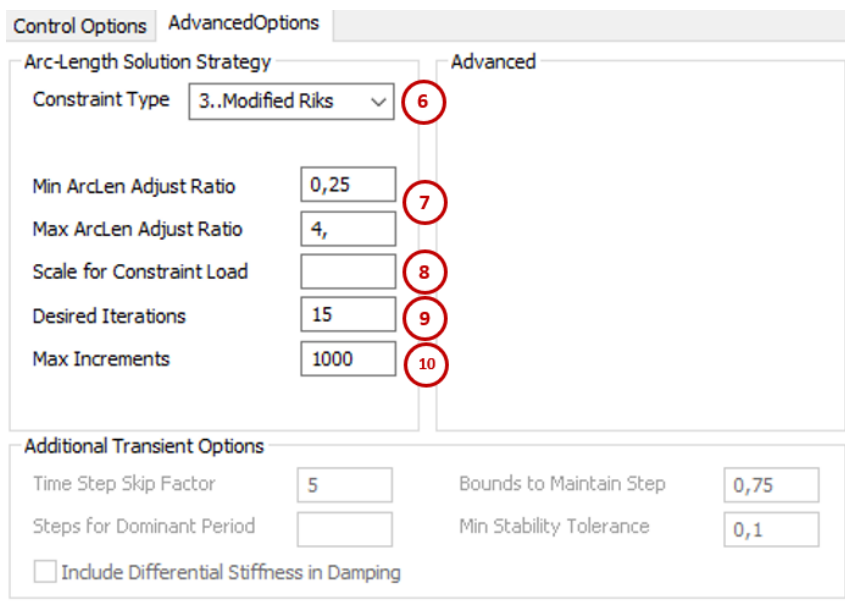 Control Options AdvancedOptions
Arc-Length Solution Strategy
Constraint Type 3..Modified Riks 6
Min ArcLen Adjust Ratio 0,25
7
Max ArcLen Adjust Ratio 4,
Scale for Constraint Load 8
Desired Iterations 15 9
Max Increments 1000 10
Advanced
Additional Transient Options
Time Step Skip Factor 5 Bounds to Maintain Step 0,75
Steps for Dominant Period Min Stability Tolerance 0,1
Include Differential Stiffness in Damping